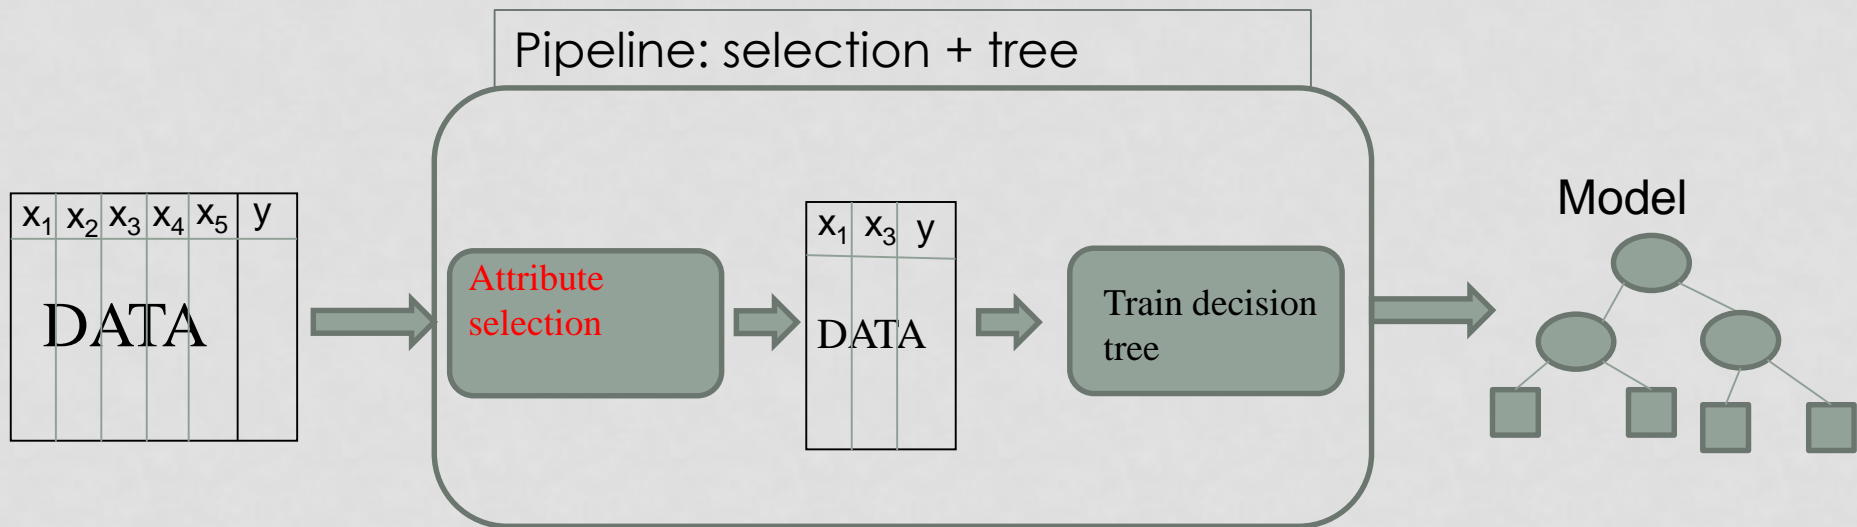 Pipeline: selection + tree
x₁ x₂ x₃ x₄ x₅ y
DATA
Attribute
selection
x₁ x₃ y
DATA
Train decision
tree
Model